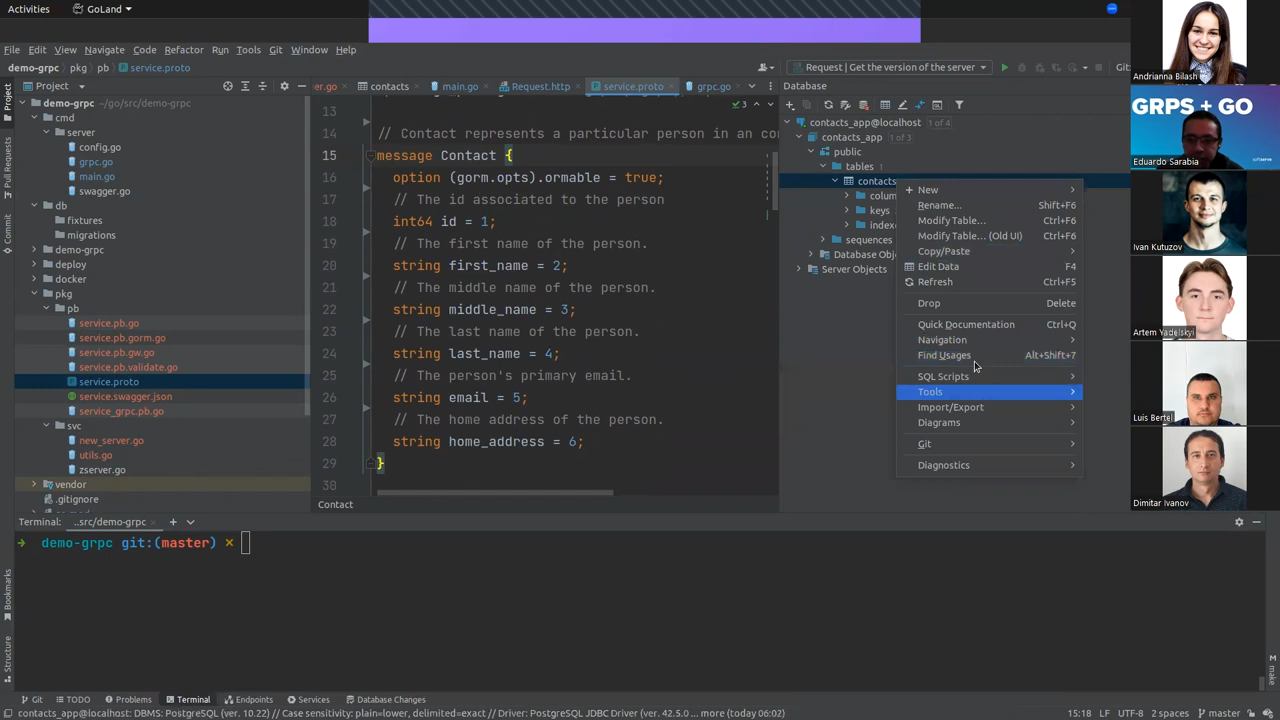 Activities
GoLand
File Edit View Navigate Code Refactor Run Tools Git Window Help
demo-grpc pkg pb service.proto
Request | Get the version of the server
Git:
Project
er.go contacts main.go Request.http service.proto grpc.go
Database
demo-grpc ~/go/src/demo-grpc
cmd
server
config.go
grpc.go
main.go
swagger.go
db
fixtures
migrations
demo-grpc
deploy
docker
pkg
pb
service.pb.go
service.pb.gorm.go
service.pb.gw.go
service.pb.validate.go
service.proto
service.swagger.json
service_grpc.pb.go
svc
new_server.go
utils.go
zserver.go
vendor
.gitignore
Project
Pull Requests
Commit
Bookmarks
Structure
3
13
14 // Contact represents a particular person in an co
15 message Contact {
16 option (gorm.opts).ormable = true;
17 // The id associated to the person
18 int64 id = 1;
19 // The first name of the person.
20 string first_name = 2;
21 // The middle name of the person.
22 string middle_name = 3;
23 // The last name of the person.
24 string last_name = 4;
25 // The person's primary email.
26 string email = 5;
27 // The home address of the person.
28 string home_address = 6;
29 }
30
Contact
contacts_app@localhost 1 of 4
contacts_app 1 of 3
public
tables 1
contacts
colum
keys
indexe
sequences
Database Obj
Server Objects
New
Rename... Shift+F6
Modify Table... Ctrl+F6
Modify Table... (Old UI) Ctrl+F6
Copy/Paste
Edit Data F4
Refresh Ctrl+F5
Drop Delete
Quick Documentation Ctrl+Q
Navigation
Find Usages Alt+Shift+7
SQL Scripts
Tools
Import/Export
Diagrams
Git
Diagnostics
Andrianna Bilash
GRPS + GO
Eduardo Sarabia
Ivan Kutuzov
Artem Yadelskyi
Luis Bertel
Dimitar Ivanov
Terminal: ..src/demo-grpc
→ demo-grpc git:(master) ×
make
Git TODO Problems Terminal Endpoints Services Database Changes
contacts_app@localhost: DBMS: PostgreSQL (ver. 10.22) // Case sensitivity: plain=lower, delimited=exact // Driver: PostgreSQL JDBC Driver (ver. 42.5.0 ... more (today 06:02)
15:18 LF UTF-8 2 spaces master